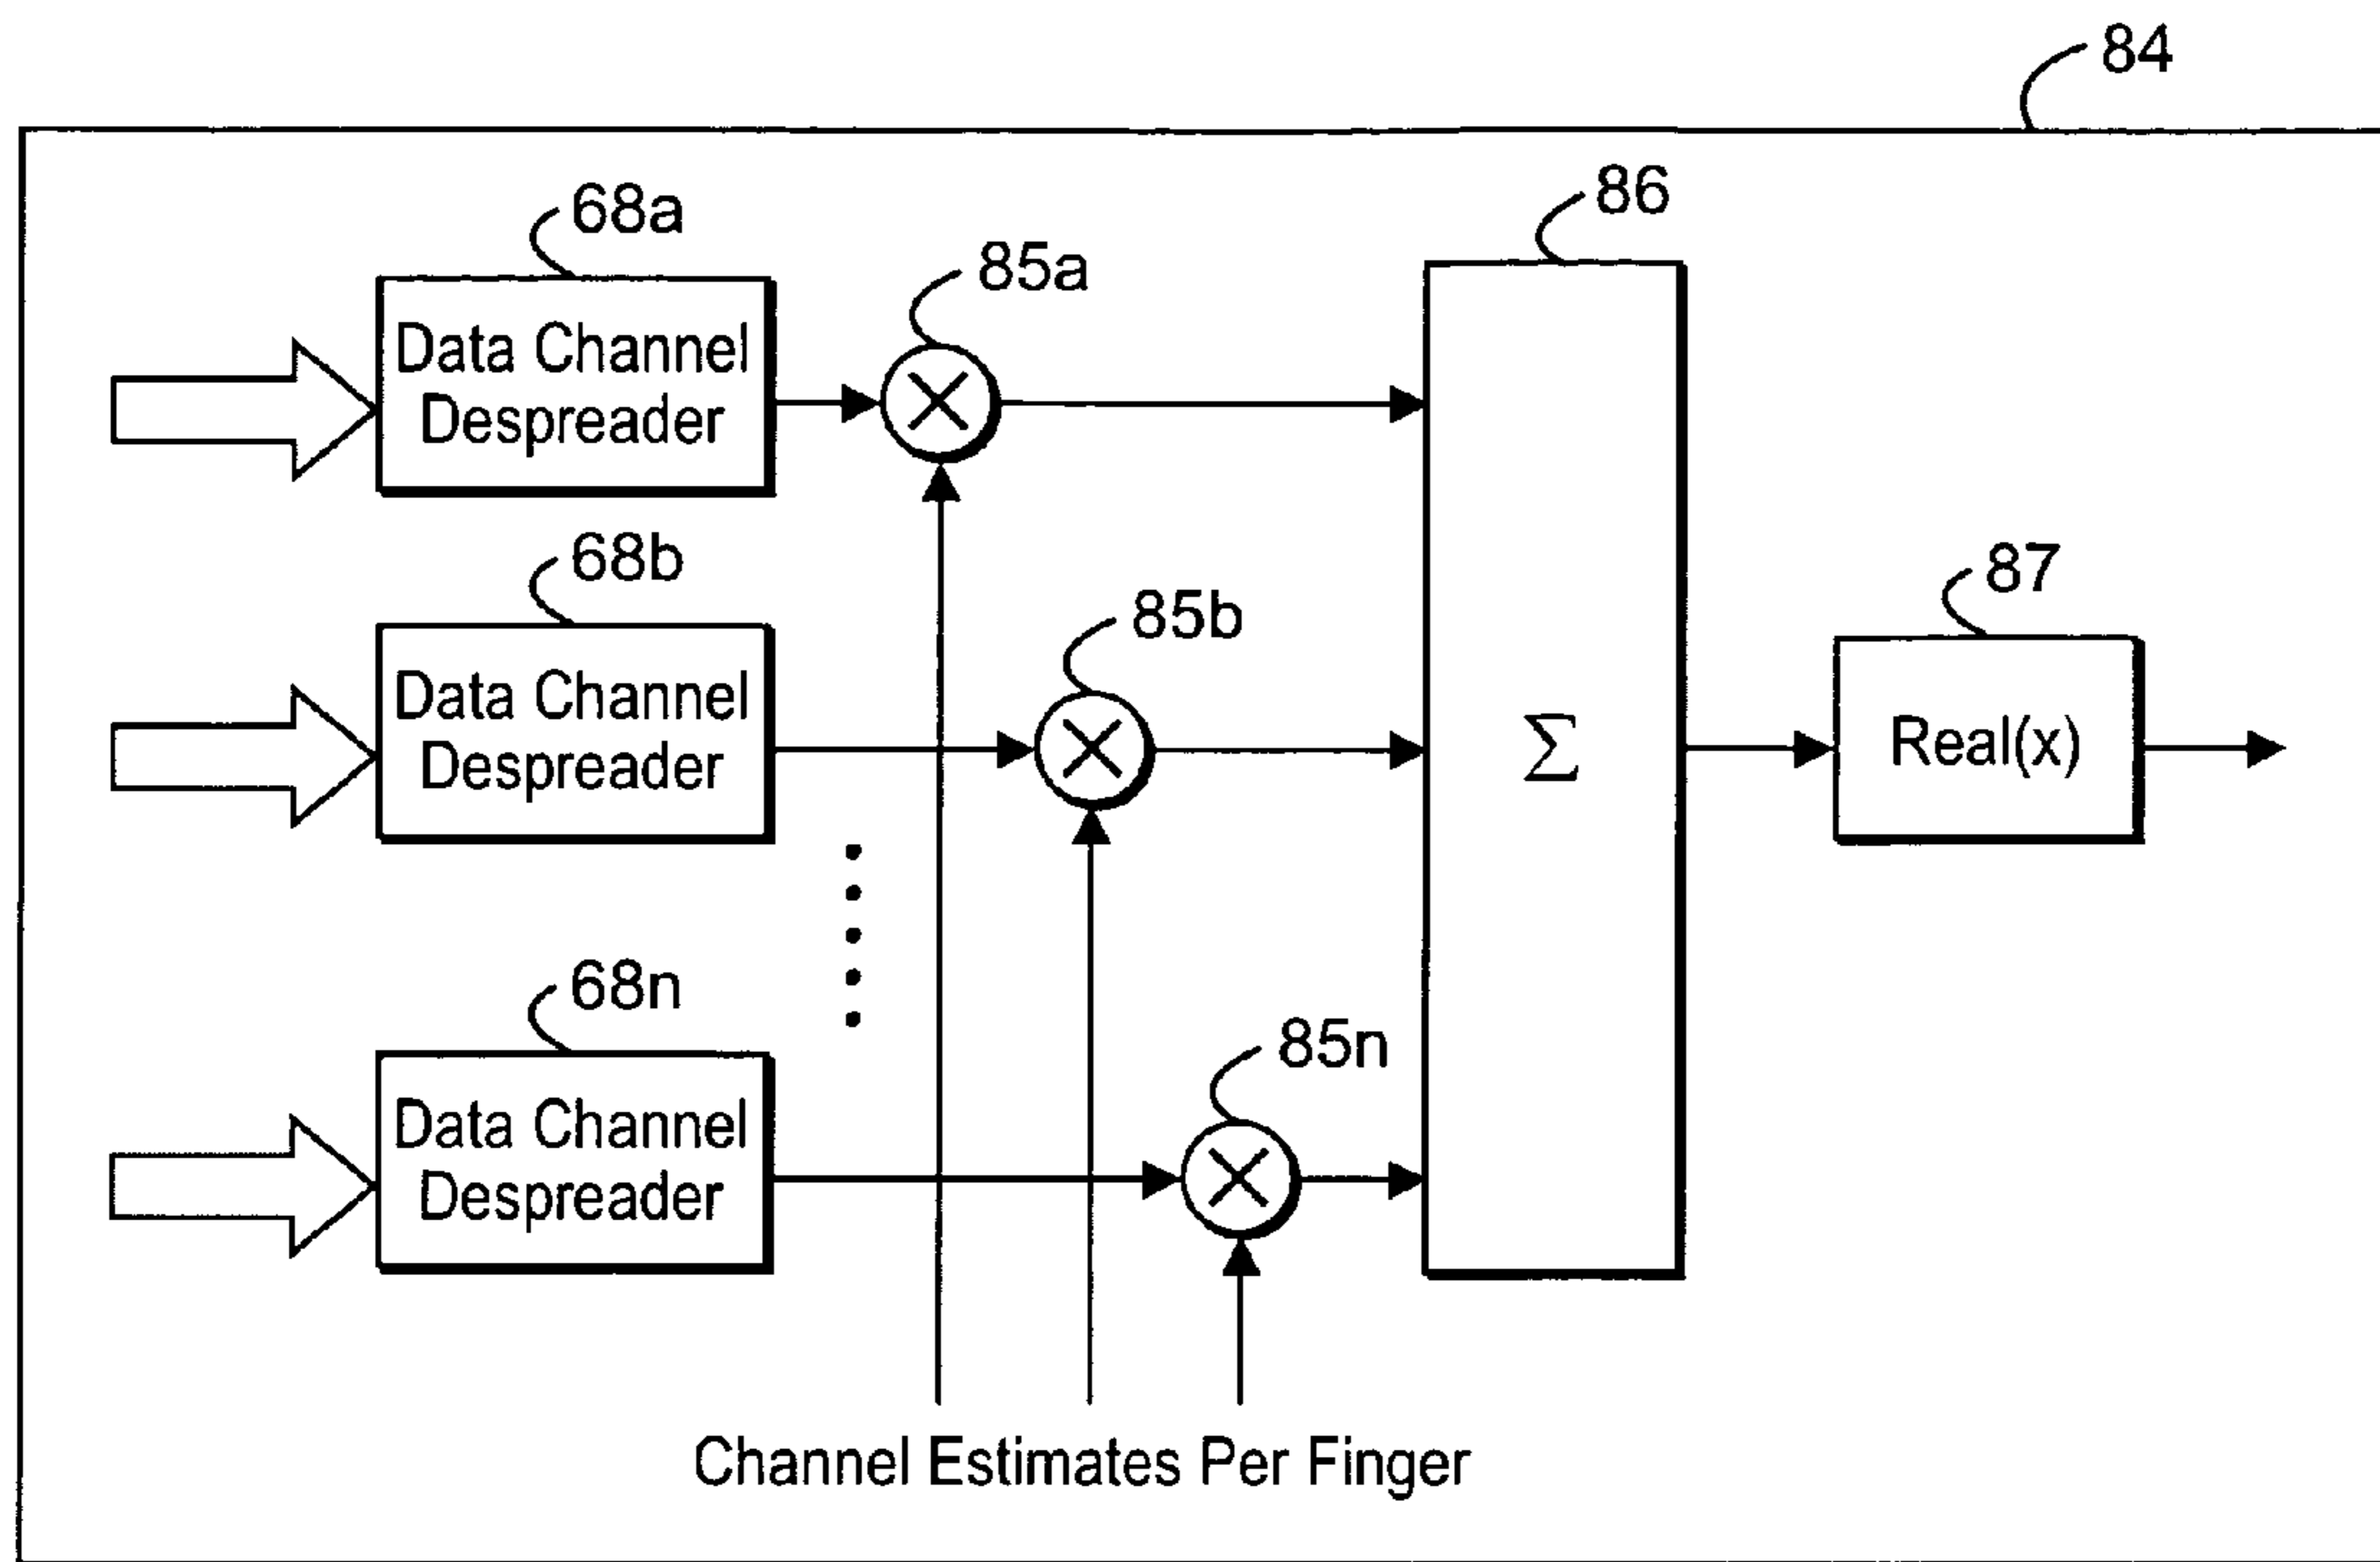 84
68a
85a
86
Data Channel
Despreader
68b
85b
87
Data Channel
Despreader
Σ
Real(x)
68n
85n
Data Channel
Despreader
Channel Estimates Per Finger